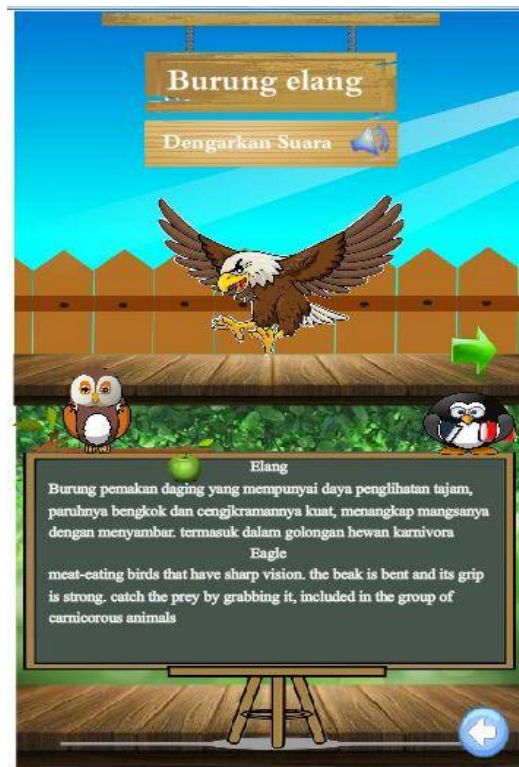 Burung elang
Dengarkan Suara
Elang
Burung pemakan daging yang mempunyai daya penglihatan tajam,
paruhnya bengkok dan cengjkramannya kuat, menangkap mangsanya
dengan menyambar. termasuk dalam golongan hewan karnivora
Eagle
meat-eating birds that have sharp vision. the beak is bent and its grip
is strong. catch the prey by grabbing it, included in the group of
carnicorous animals